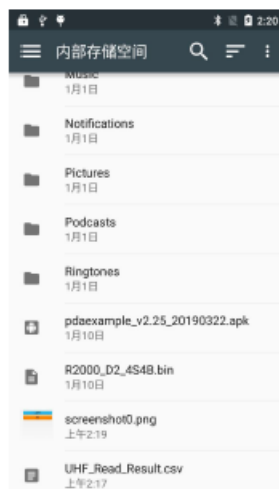 2:20
内部存储空间
Music
1月1日
Notifications
1月1日
Pictures
1月1日
Podcasts
1月1日
Ringtones
1月1日
pdaexample_v2.25_20190322.apk
1月10日
R2000_D2_4S4B.bin
1月10日
screenshot0.png
上午2:19
UHF_Read_Result.csv
上午2:17